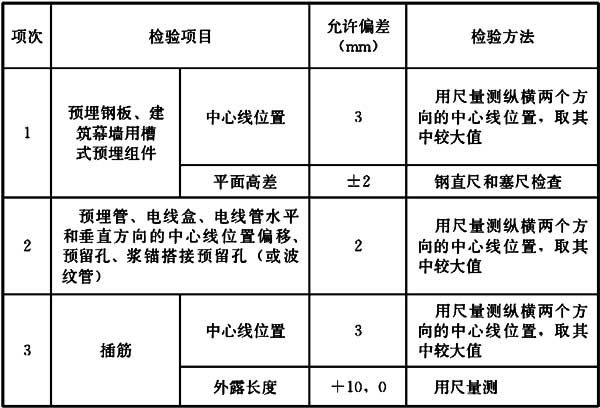 项次
检验项目
允许偏差
（mm）
检验方法
1
预埋钢板、建
筑幕墙用槽
式预埋组件
中心线位置
3
用尺量测纵横两个方
向的中心线位置，取其
中较大值
平面高差
±2
钢直尺和塞尺检查
2
预埋管、电线盒、电线管水平
和垂直方向的中心线位置偏移、
预留孔、浆锚搭接预留孔（或波
纹管）
2
用尺量测纵横两个方
向的中心线位置，取其
中较大值
3
插筋
中心线位置
3
用尺量测纵横两个方
向的中心线位置，取其
中较大值
外露长度
＋10，0
用尺量测